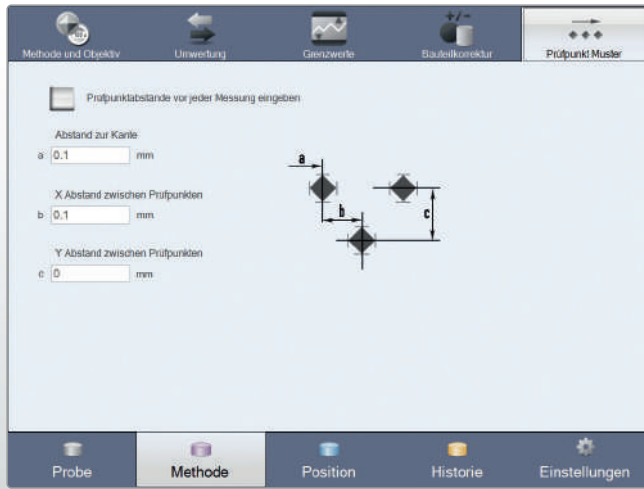 Methode und Objektiv
Umwertung
Grenzwerte
+/-
Bauteilkorrektur
Prüfpunkt Muster
Prüfpunktabstände vor jeder Messung eingeben
Abstand zur Kante
a 0.1 mm
X Abstand zwischen Prüfpunkten
b 0.1 mm
Y Abstand zwischen Prüfpunkten
c 0 mm
a
b
c
Probe
Methode
Position
Historie
Einstellungen